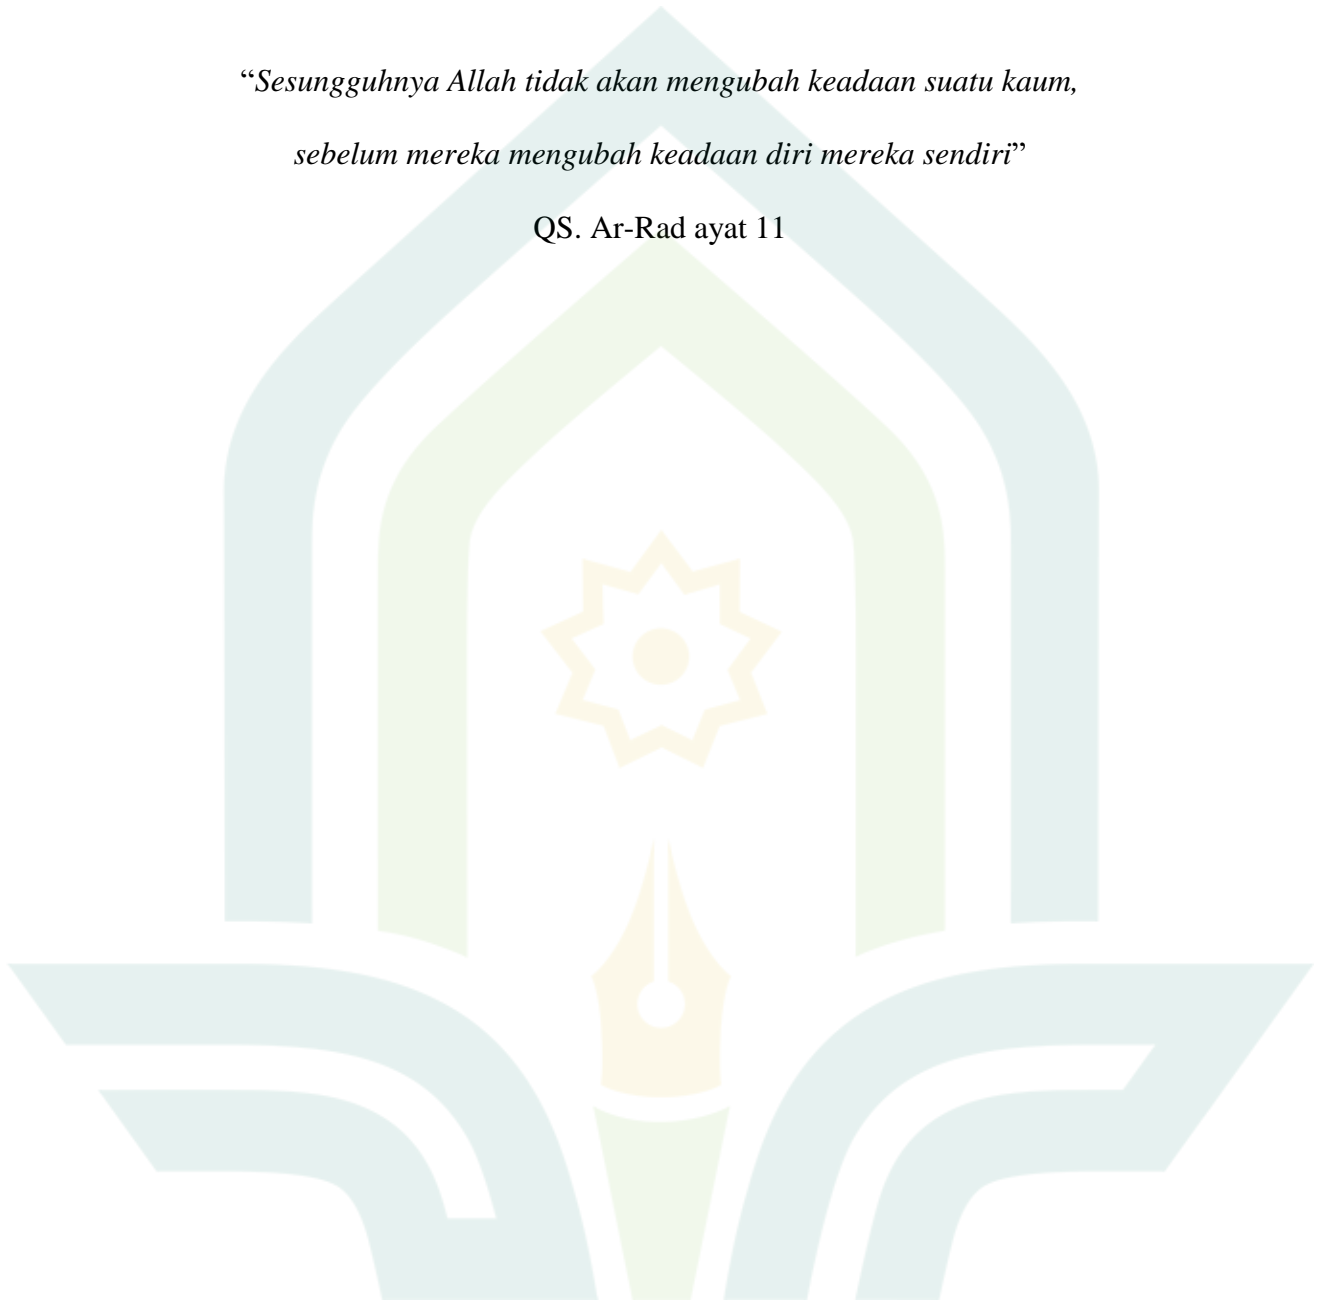 “Sesungguhnya Allah tidak akan mengubah keadaan suatu kaum,
sebelum mereka mengubah keadaan diri mereka sendiri”
QS. Ar-Rad ayat 11